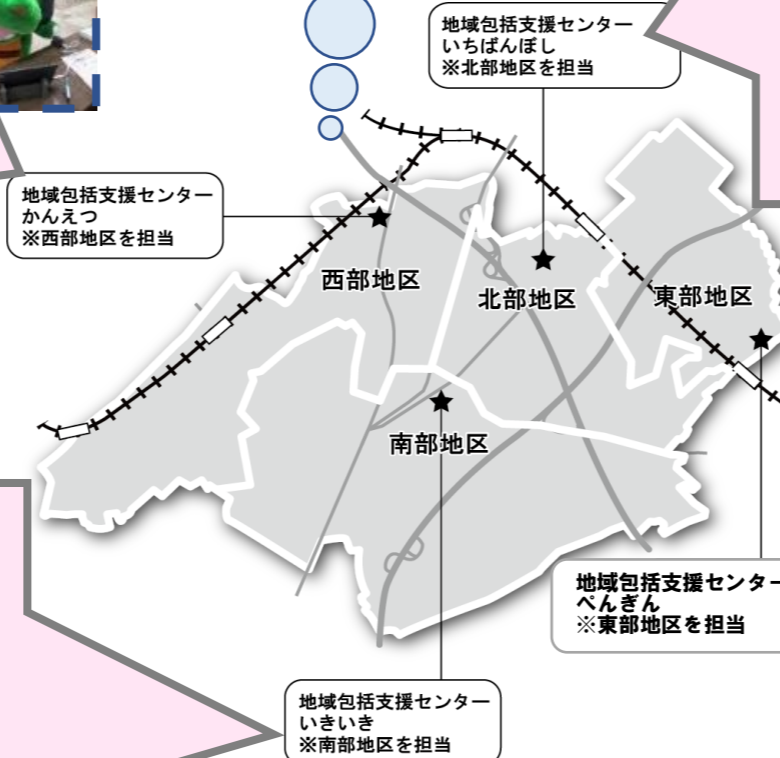 地域包括支援センター
いちばんぼし
※北部地区を担当
地域包括支援センター
かんえつ
※西部地区を担当
西部地区
北部地区
東部地区
南部地区
地域包括支援センター
ぺんぎん
※東部地区を担当
地域包括支援センター
いきいき
※南部地区を担当